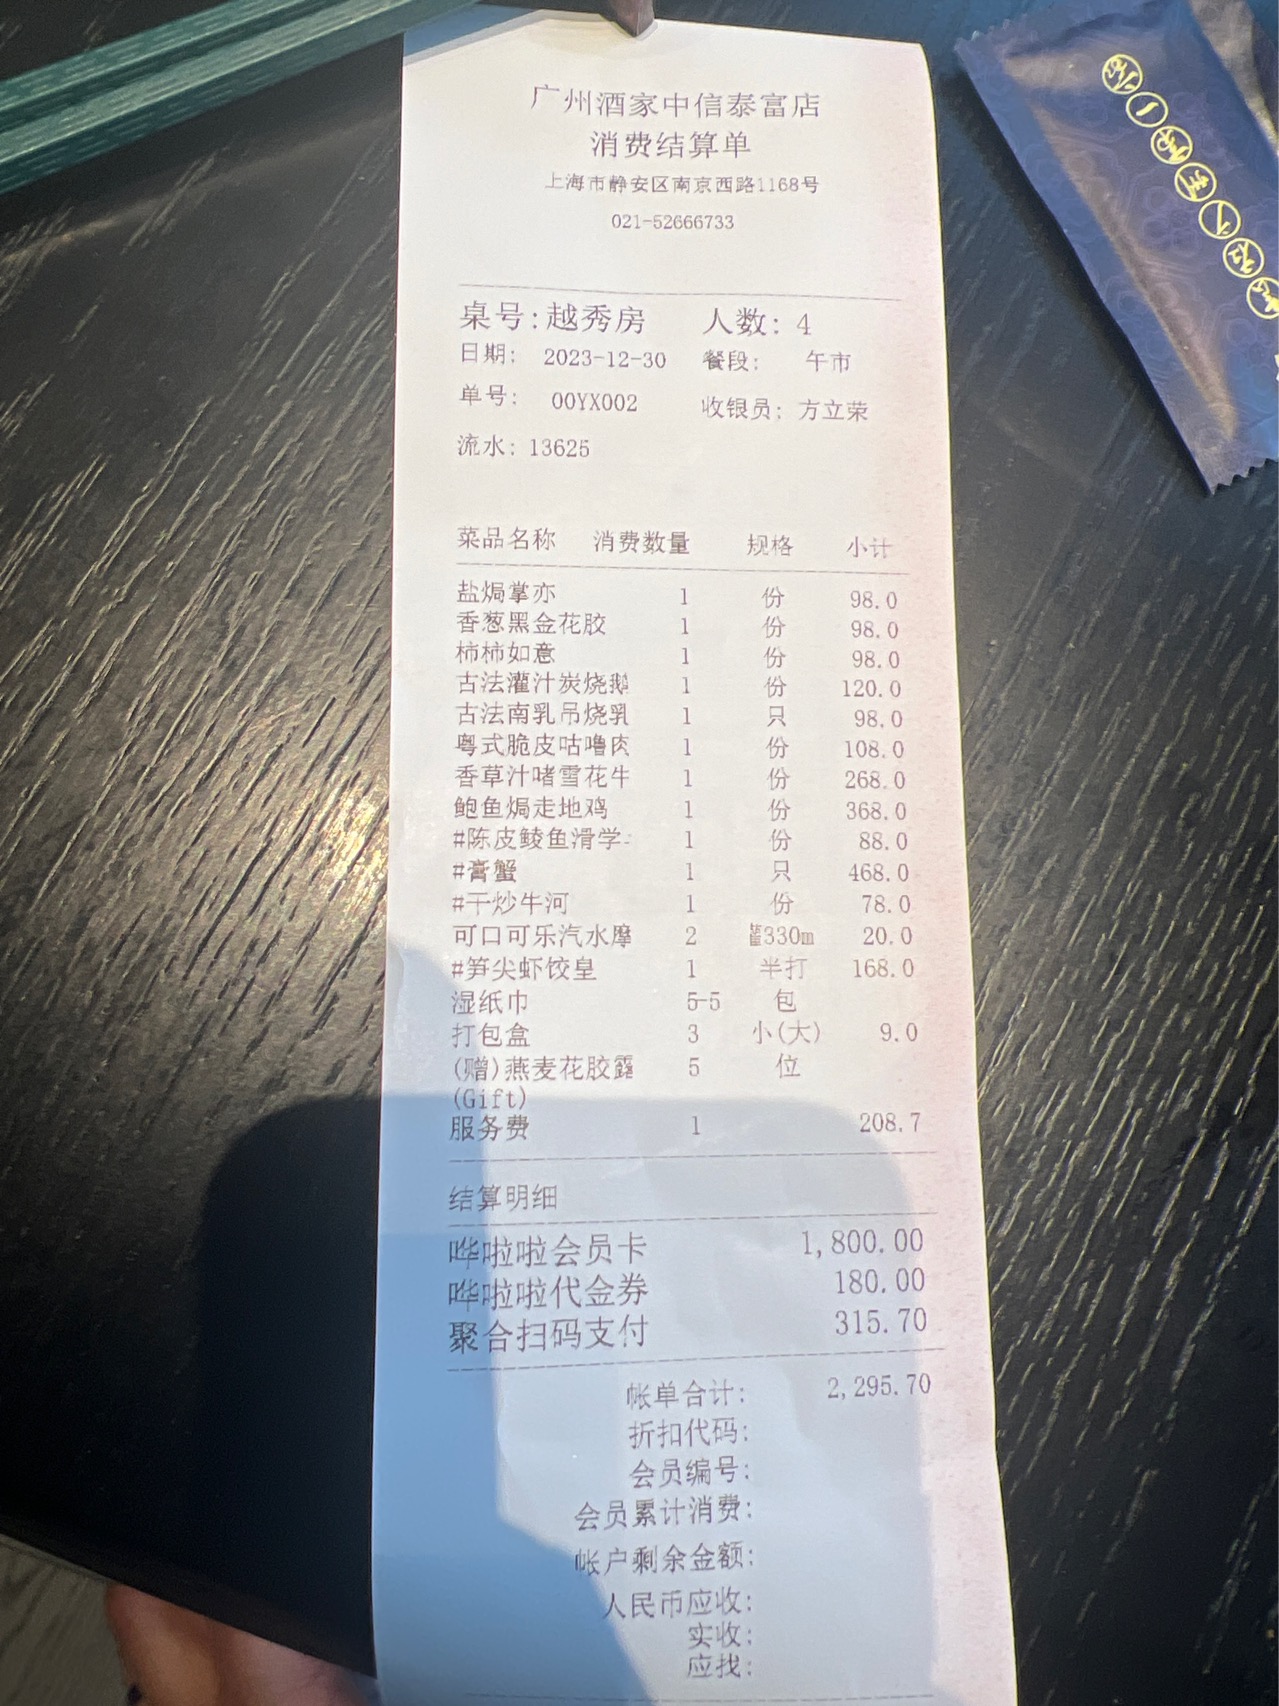 广州酒家中信泰富店
消费结算单
上海市静安区南京西路1168号
021-52666733
桌号:越秀房 人数: 4
日期: 2023-12-30 餐段: 午市
单号: 00YX002 收银员: 方立荣
流水: 13625
菜品名称 消费数量 规格 小计
盐焗掌亦 1 份 98.0
香葱黑金花胶 1 份 98.0
柿柿如意 1 份 98.0
古法灌汁炭烧鹅 1 份 120.0
古法南乳吊烧乳 1 只 98.0
粤式脆皮咕噜肉 1 份 108.0
香草汁啫雪花牛 1 份 268.0
鲍鱼焗走地鸡 1 份 368.0
#陈皮鲮鱼滑学 1 份 88.0
#膏蟹 1 只 468.0
#干炒牛河 1 份 78.0
可口可乐汽水摩 2 330m 20.0
#笋尖虾饺皇 1 半打 168.0
湿纸巾 5-5 包
打包盒 3 小(大) 9.0
(赠)燕麦花胶露 5 位
(Gift)
服务费 1 208.7
结算明细
哗啦啦会员卡 1,800.00
哗啦啦代金券 180.00
聚合扫码支付 315.70
帐单合计: 2,295.70
折扣代码:
会员编号:
会员累计消费:
帐户剩余金额:
人民币应收:
实收:
应找: